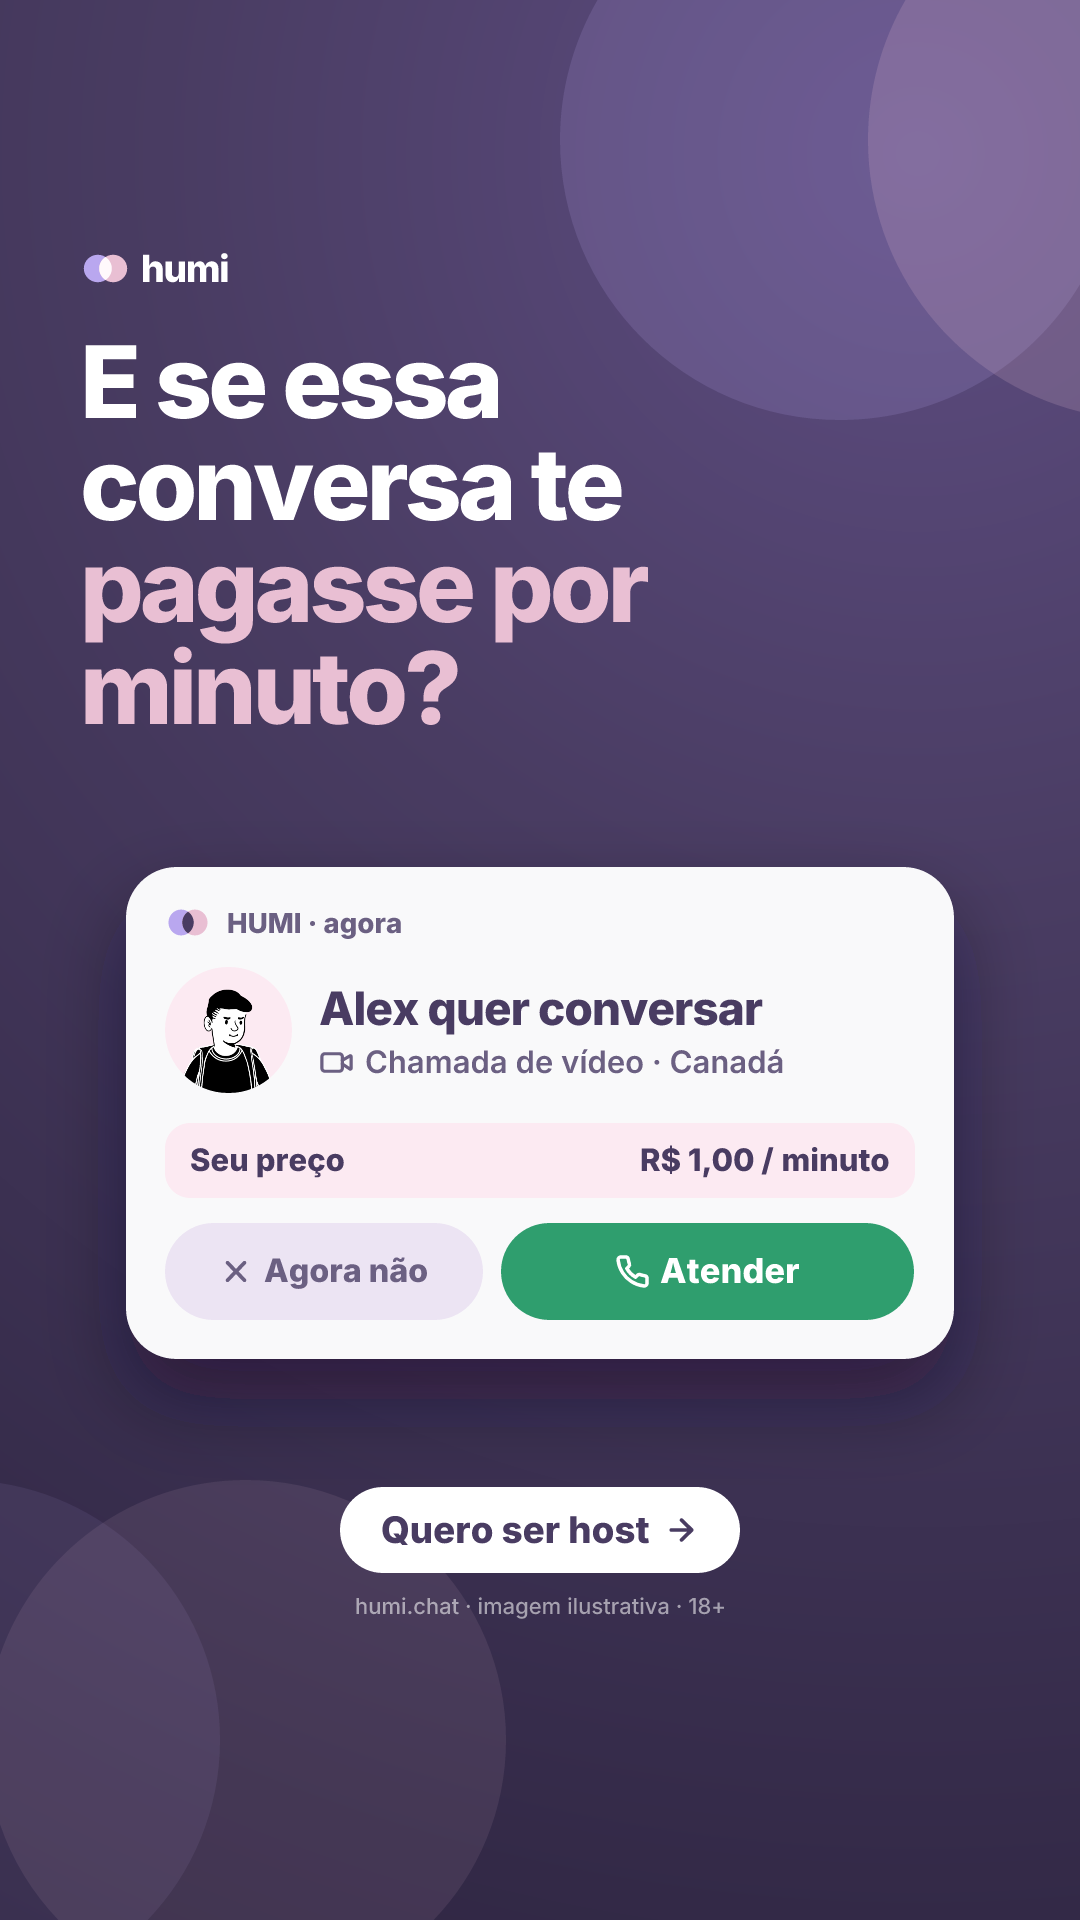 humi
E se essa
conversa te
pagasse por
minuto?
HUMI · agora
Alex quer conversar
Chamada de vídeo · Canadá
Seu preço R$ 1,00 / minuto
Agora não Atender
Quero ser host →
humi.chat · imagem ilustrativa · 18+